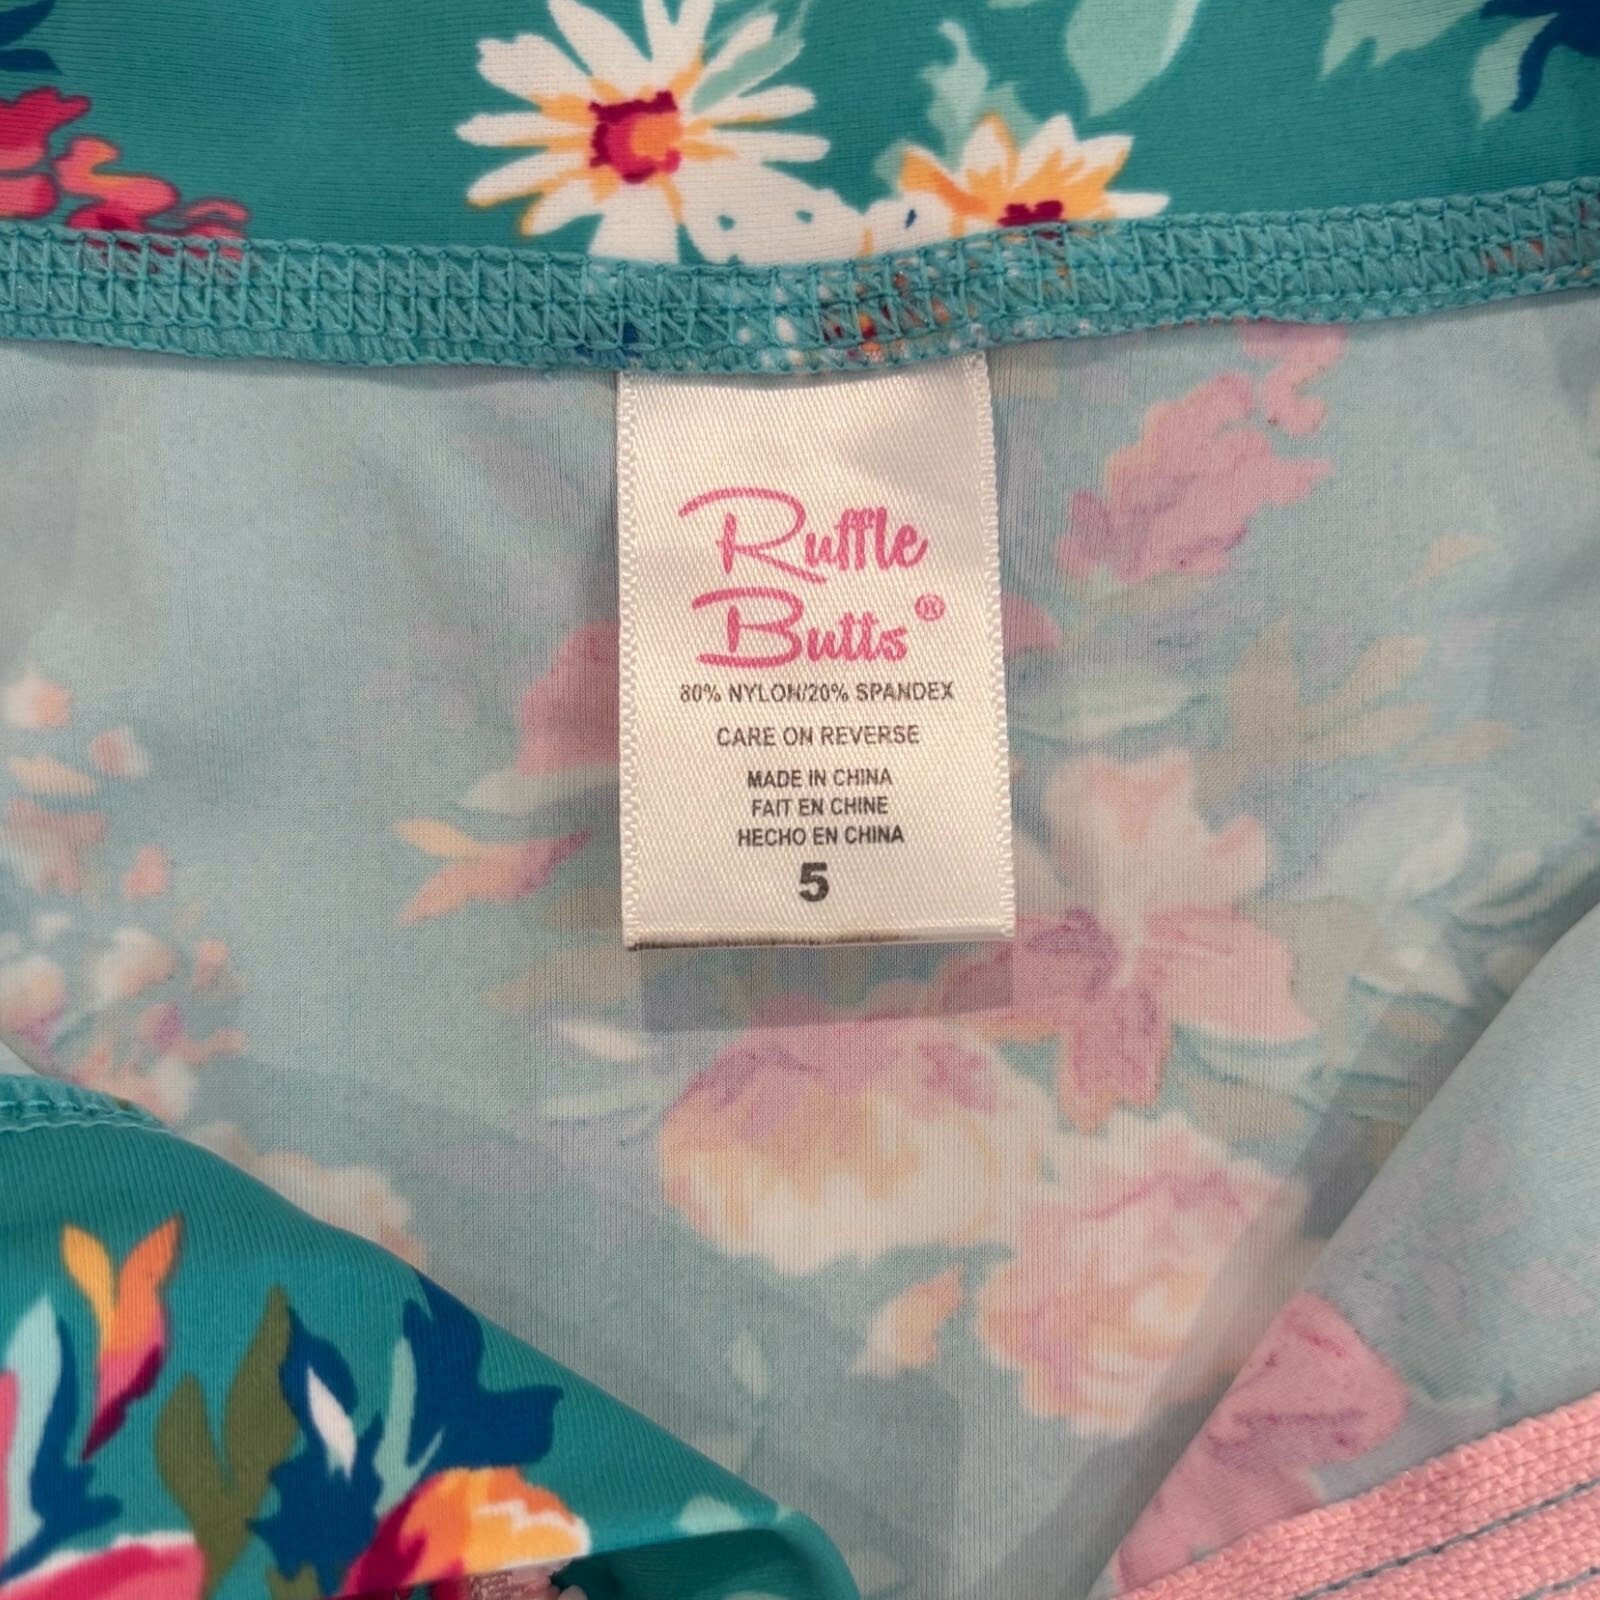 Ruffle
Butts®
80% NYLON/20% SPANDEX
CARE ON REVERSE
MADE IN CHINA
FAIT EN CHINE
HECHO EN CHINA
5